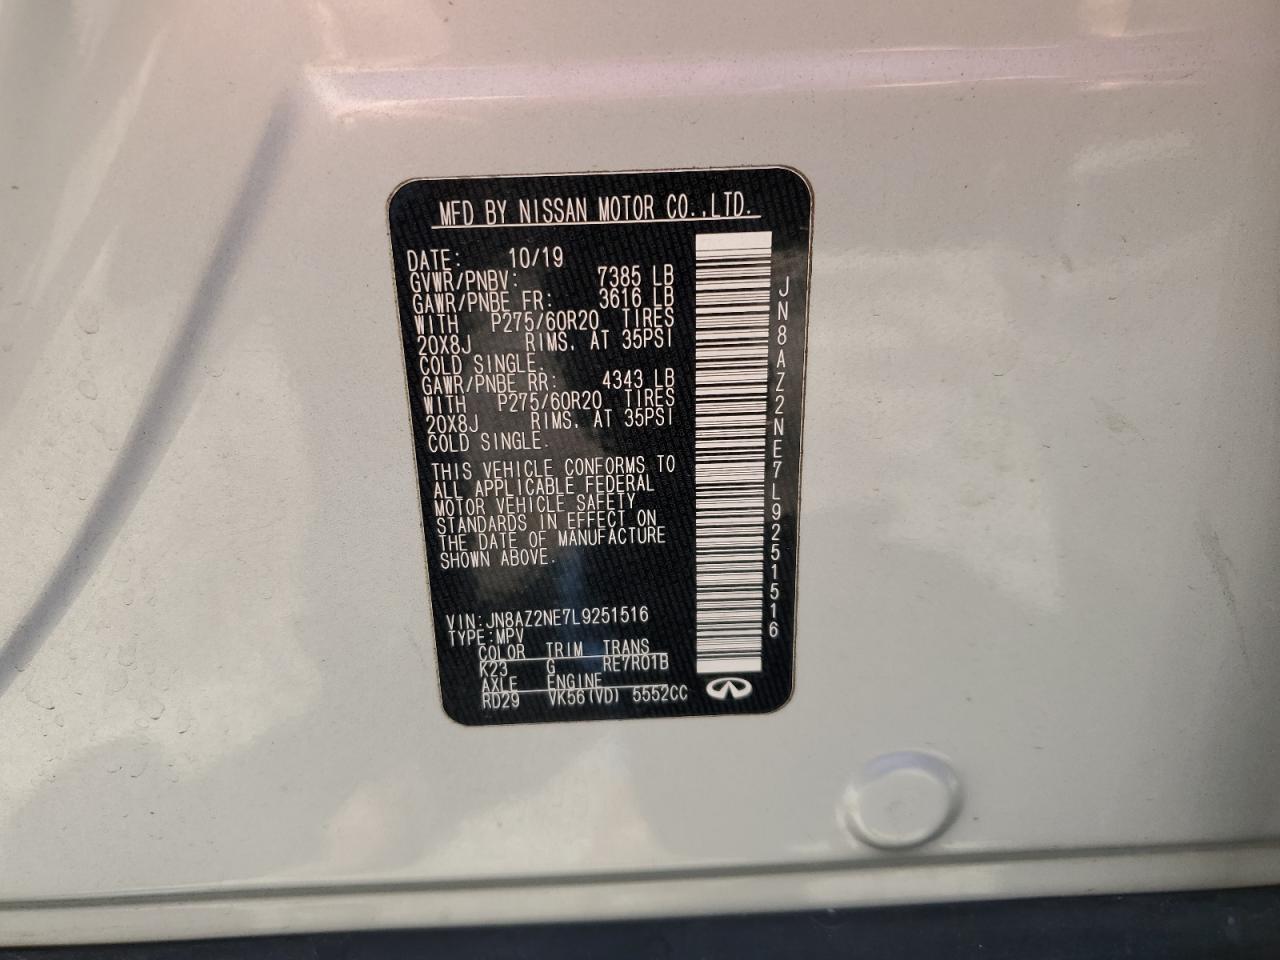 MFD BY NISSAN MOTOR CO.,LTD.
DATE: 10/19
GVWR/PNBV: 7385 LB
GAWR/PNBE FR: 3616 LB
WITH P275/60R20 TIRES
20X8J RIMS, AT 35PSI
COLD SINGLE.
GAWR/PNBE RR: 4343 LB
WITH P275/60R20 TIRES
20X8J RIMS, AT 35PSI
COLD SINGLE.
THIS VEHICLE CONFORMS TO
ALL APPLICABLE FEDERAL
MOTOR VEHICLE SAFETY
STANDARDS IN EFFECT ON
THE DATE OF MANUFACTURE
SHOWN ABOVE.
VIN:JN8AZ2NE7L9251516
TYPE:MPV
COLOR TRIM TRANS
K23 G RE7R01B
AXLE ENGINE
RD29 VK56(VD) 5552CC
JN8AZ2NE7L9251516